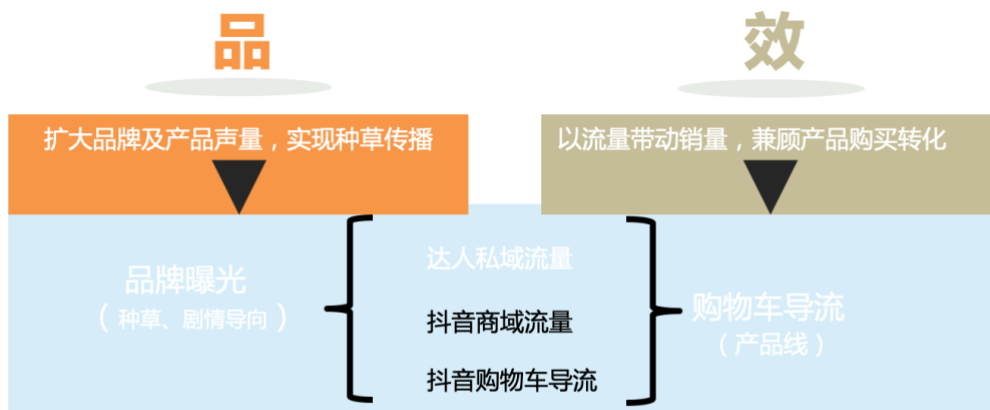 品
效
扩大品牌及产品声量，实现种草传播
以流量带动销量，兼顾产品购买转化
品牌曝光
（种草、剧情导向）
达人私域流量
抖音商域流量
抖音购物车导流
购物车导流
（产品线）